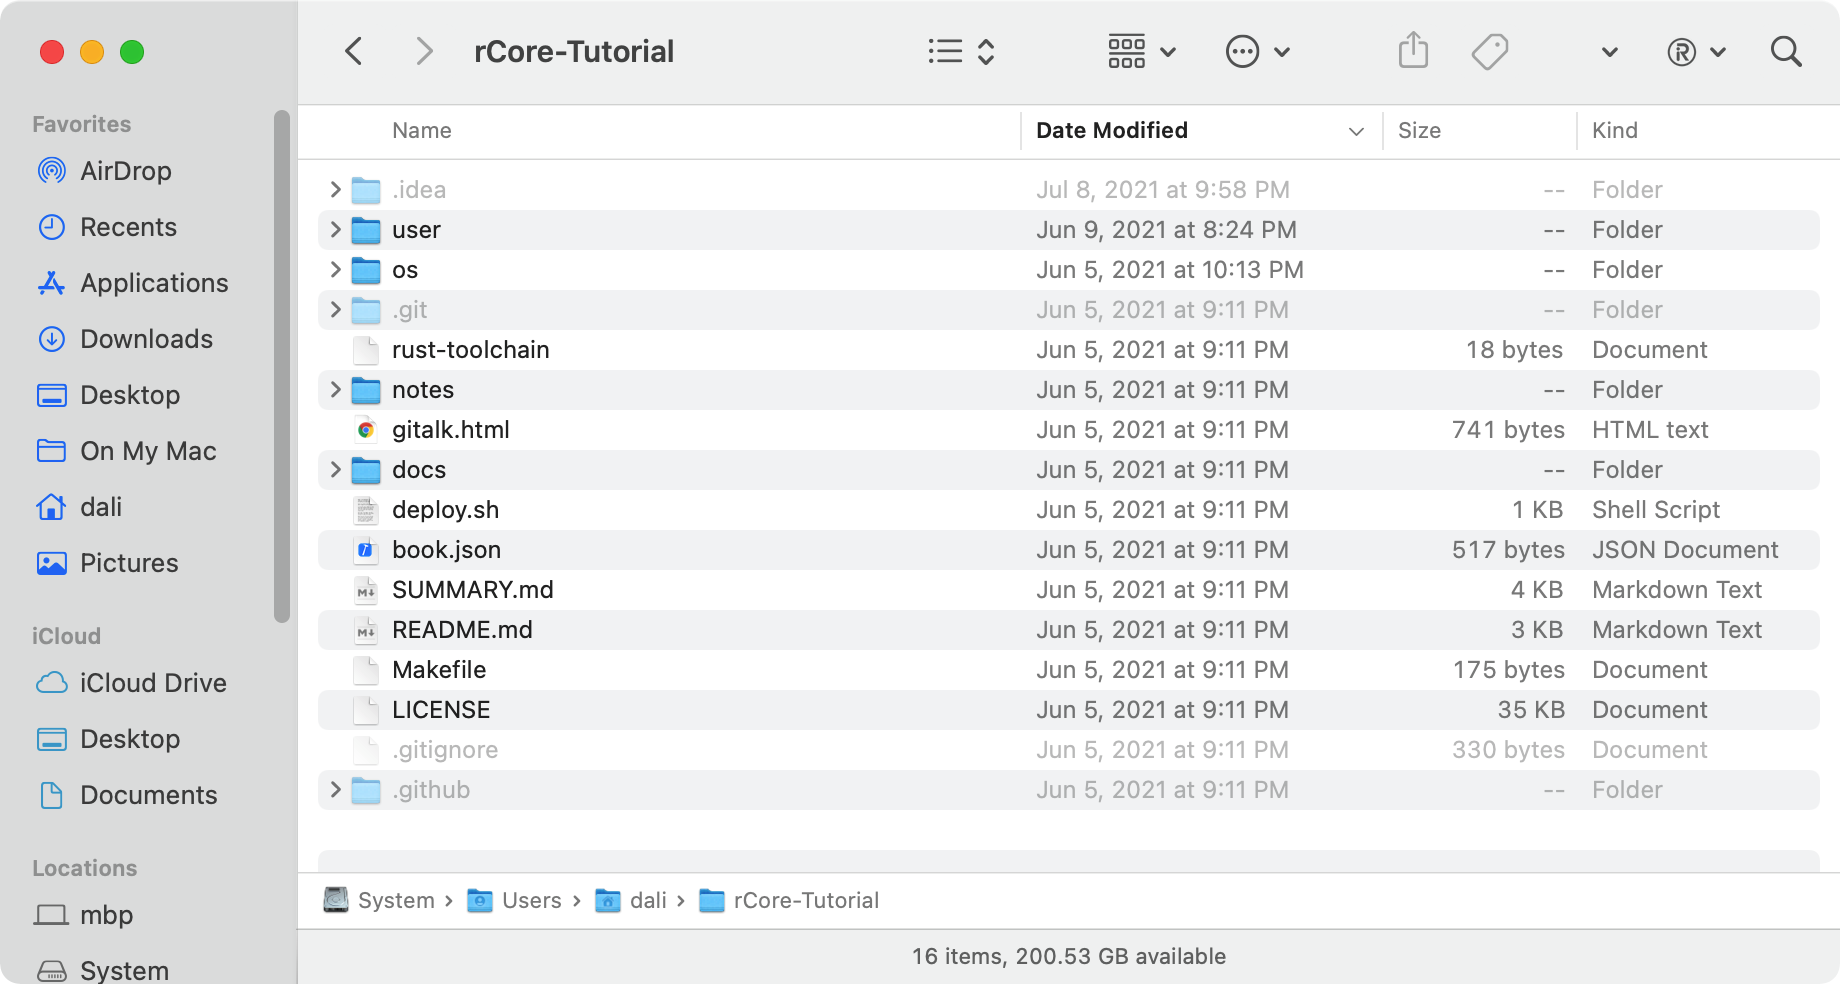 rCore-Tutorial
Favorites
AirDrop
Recents
Applications
Downloads
Desktop
On My Mac
dali
Pictures
iCloud
iCloud Drive
Desktop
Documents
Locations
mbp
System
Name Date Modified Size Kind
.idea Jul 8, 2021 at 9:58 PM -- Folder
user Jun 9, 2021 at 8:24 PM -- Folder
os Jun 5, 2021 at 10:13 PM -- Folder
.git Jun 5, 2021 at 9:11 PM -- Folder
rust-toolchain Jun 5, 2021 at 9:11 PM 18 bytes Document
notes Jun 5, 2021 at 9:11 PM -- Folder
gitalk.html Jun 5, 2021 at 9:11 PM 741 bytes HTML text
docs Jun 5, 2021 at 9:11 PM -- Folder
deploy.sh Jun 5, 2021 at 9:11 PM 1 KB Shell Script
book.json Jun 5, 2021 at 9:11 PM 517 bytes JSON Document
SUMMARY.md Jun 5, 2021 at 9:11 PM 4 KB Markdown Text
README.md Jun 5, 2021 at 9:11 PM 3 KB Markdown Text
Makefile Jun 5, 2021 at 9:11 PM 175 bytes Document
LICENSE Jun 5, 2021 at 9:11 PM 35 KB Document
.gitignore Jun 5, 2021 at 9:11 PM 330 bytes Document
.github Jun 5, 2021 at 9:11 PM -- Folder
System › Users › dali › rCore-Tutorial
16 items, 200.53 GB available